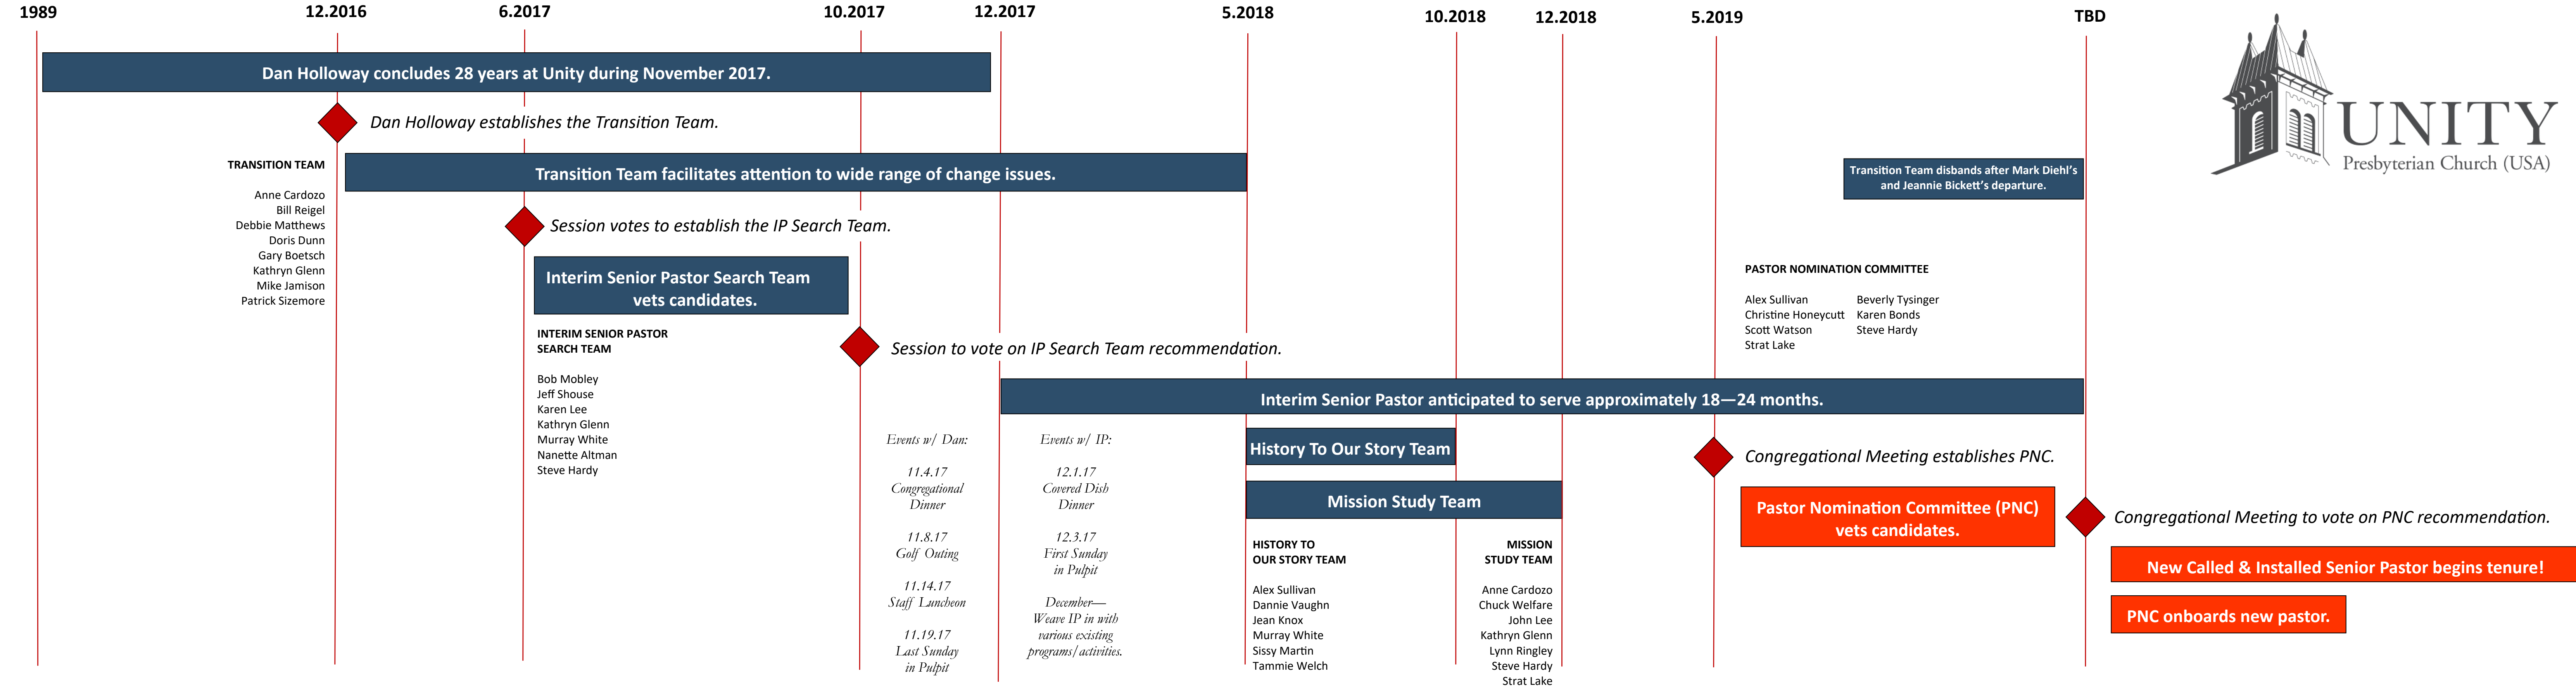 1989
12.2016
6.2017
10.2017
12.2017
5.2018
10.2018
12.2018
5.2019
TBD
UNITY
Presbyterian Church (USA)
Dan Holloway concludes 28 years at Unity during November 2017.
Dan Holloway establishes the Transition Team.
TRANSITION TEAM
Anne Cardozo
Bill Reigel
Debbie Matthews
Doris Dunn
Gary Boetsch
Kathryn Glenn
Mike Jamison
Patrick Sizemore
Transition Team facilitates attention to wide range of change issues.
Transition Team disbands after Mark Diehl’s
and Jeannie Bickett’s departure.
Session votes to establish the IP Search Team.
Interim Senior Pastor Search Team
vets candidates.
INTERIM SENIOR PASTOR
SEARCH TEAM
Bob Mobley
Jeff Shouse
Karen Lee
Kathryn Glenn
Murray White
Nanette Altman
Steve Hardy
Session to vote on IP Search Team recommendation.
PASTOR NOMINATION COMMITTEE
Alex Sullivan
Christine Honeycutt
Scott Watson
Strat Lake
Beverly Tysinger
Karen Bonds
Steve Hardy
Interim Senior Pastor anticipated to serve approximately 18—24 months.
Events w/ Dan:
11.4.17
Congregational
Dinner
11.8.17
Golf Outing
11.14.17
Staff Luncheon
11.19.17
Last Sunday
in Pulpit
Events w/ IP:
12.1.17
Covered Dish
Dinner
12.3.17
First Sunday
in Pulpit
December—
Weave IP in with
various existing
programs/activities.
History To Our Story Team
Mission Study Team
HISTORY TO
OUR STORY TEAM
Alex Sullivan
Dannie Vaughn
Jean Knox
Murray White
Sissy Martin
Tammie Welch
MISSION
STUDY TEAM
Anne Cardozo
Chuck Welfare
John Lee
Kathryn Glenn
Lynn Ringley
Steve Hardy
Strat Lake
Congregational Meeting establishes PNC.
Pastor Nomination Committee (PNC)
vets candidates.
Congregational Meeting to vote on PNC recommendation.
New Called & Installed Senior Pastor begins tenure!
PNC onboards new pastor.